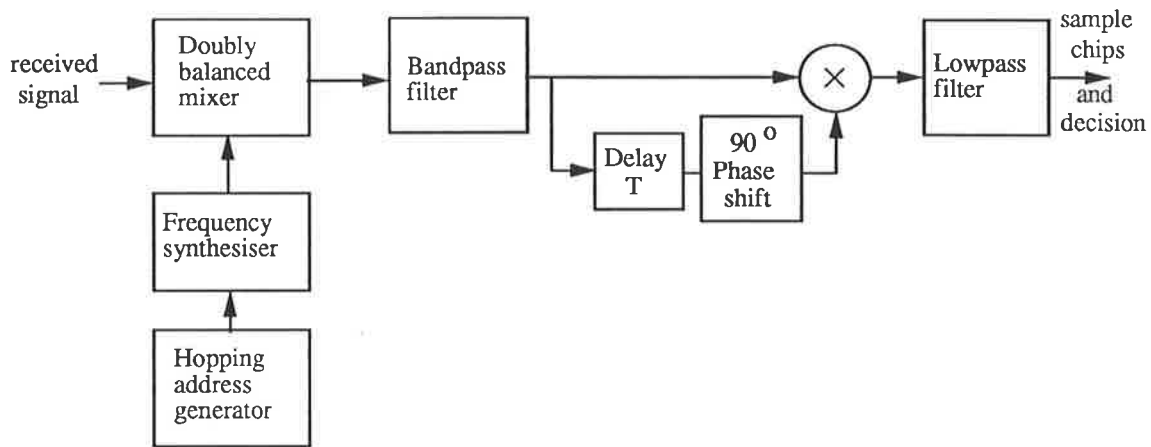 received
signal
Doubly
balanced
mixer
Bandpass
filter
×
Lowpass
filter
sample
chips
and
decision
Delay
T
90 o
Phase
shift
Frequency
synthesiser
Hopping
address
generator